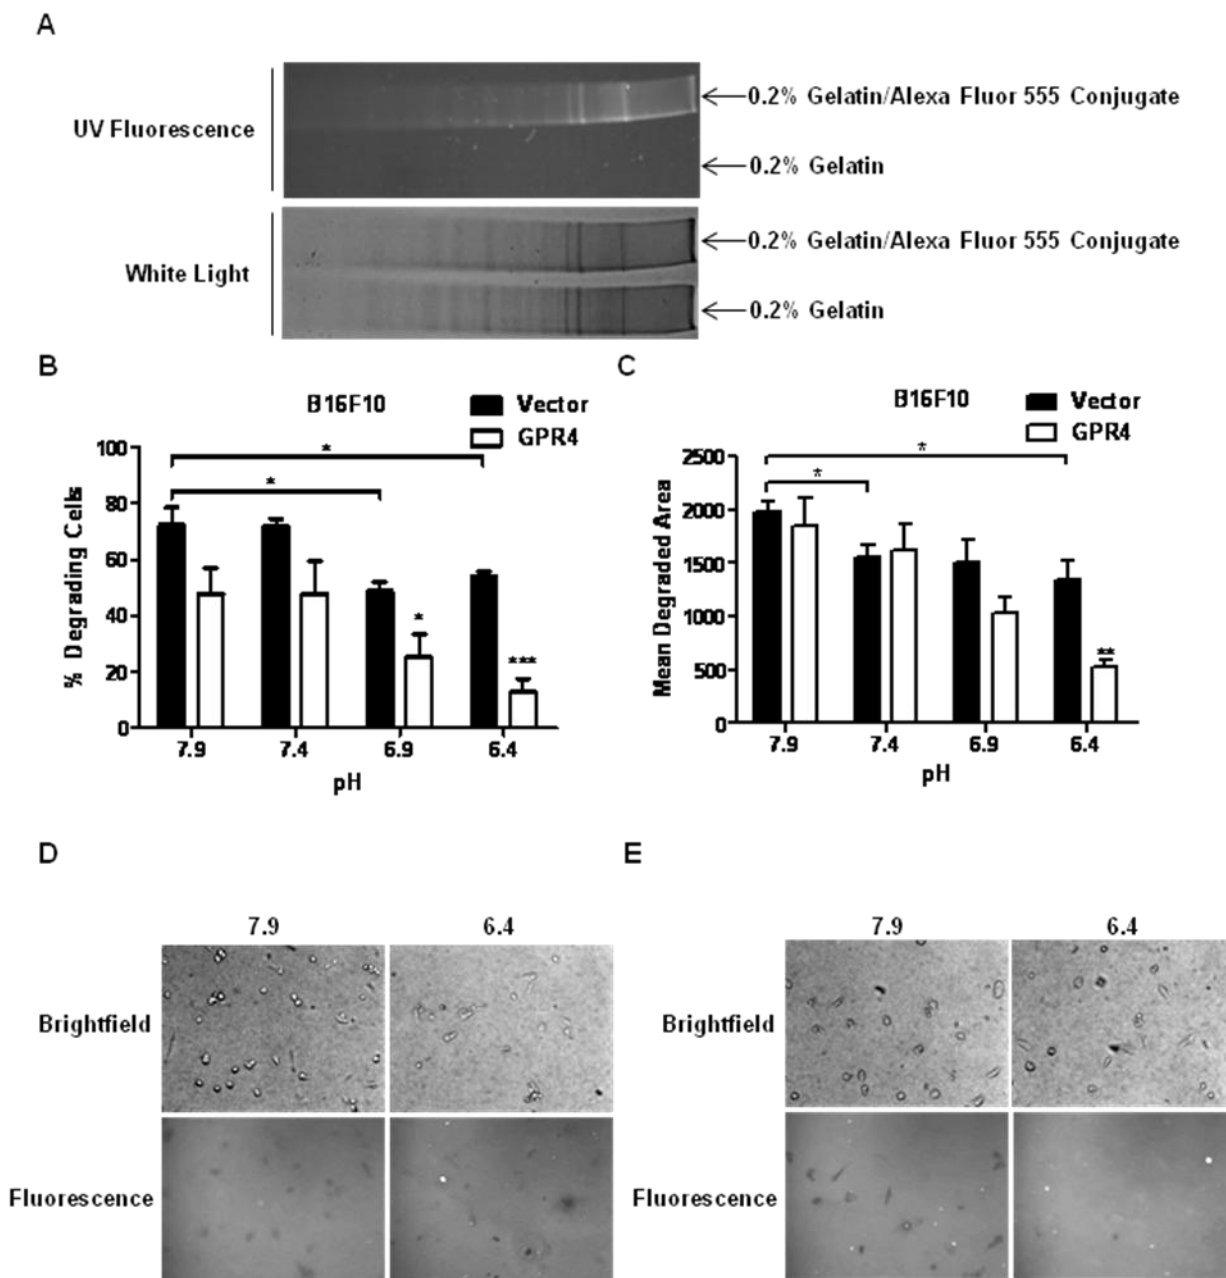 A
UV Fluorescence
0.2% Gelatin/Alexa Fluor 555 Conjugate
0.2% Gelatin
White Light
0.2% Gelatin/Alexa Fluor 555 Conjugate
0.2% Gelatin
B
B16F10
Vector
GPR4
% Degrading Cells
100
80
60
40
20
0
*
*
*
***
7.9 7.4 6.9 6.4
pH
C
B16F10
Vector
GPR4
Mean Degraded Area
2500
2000
1500
1000
500
0
*
*
**
7.9 7.4 6.9 6.4
pH
D
7.9 6.4
Brightfield
Fluorescence
E
7.9 6.4
Brightfield
Fluorescence